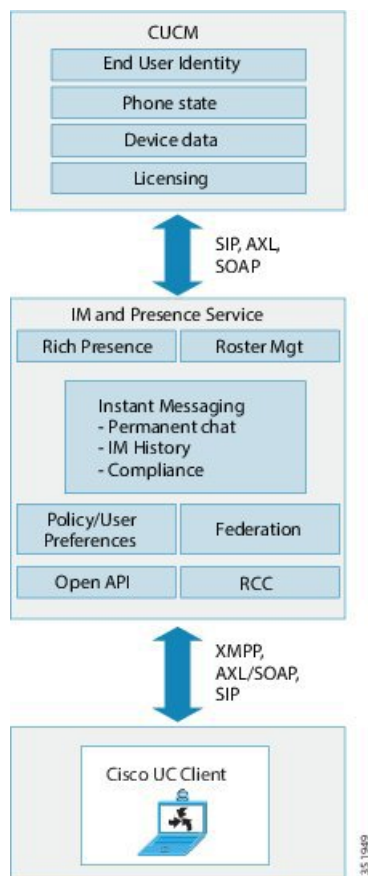 CUCM
End User Identity
Phone state
Device data
Licensing
SIP, AXL,
SOAP
IM and Presence Service
Rich Presence
Roster Mgt
Instant Messaging
- Permanent chat
- IM History
- Compliance
Policy/User
Preferences
Federation
Open API
RCC
XMPP,
AXL/SOAP,
SIP
Cisco UC Client
351949